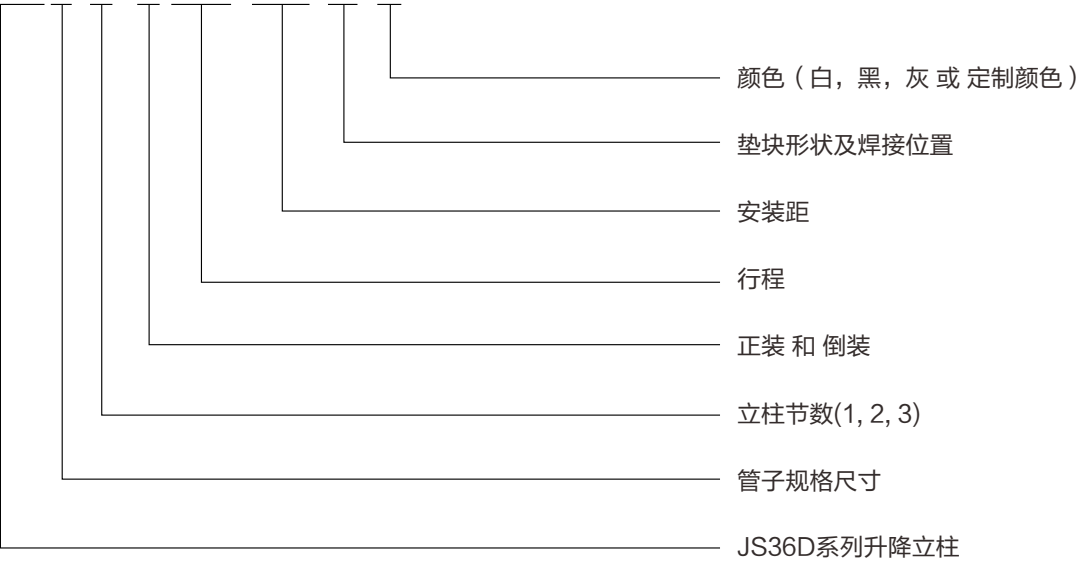 颜色（白，黑，灰 或 定制颜色）
垫块形状及焊接位置
安装距
行程
正装 和 倒装
立柱节数(1, 2, 3)
管子规格尺寸
JS36D系列升降立柱